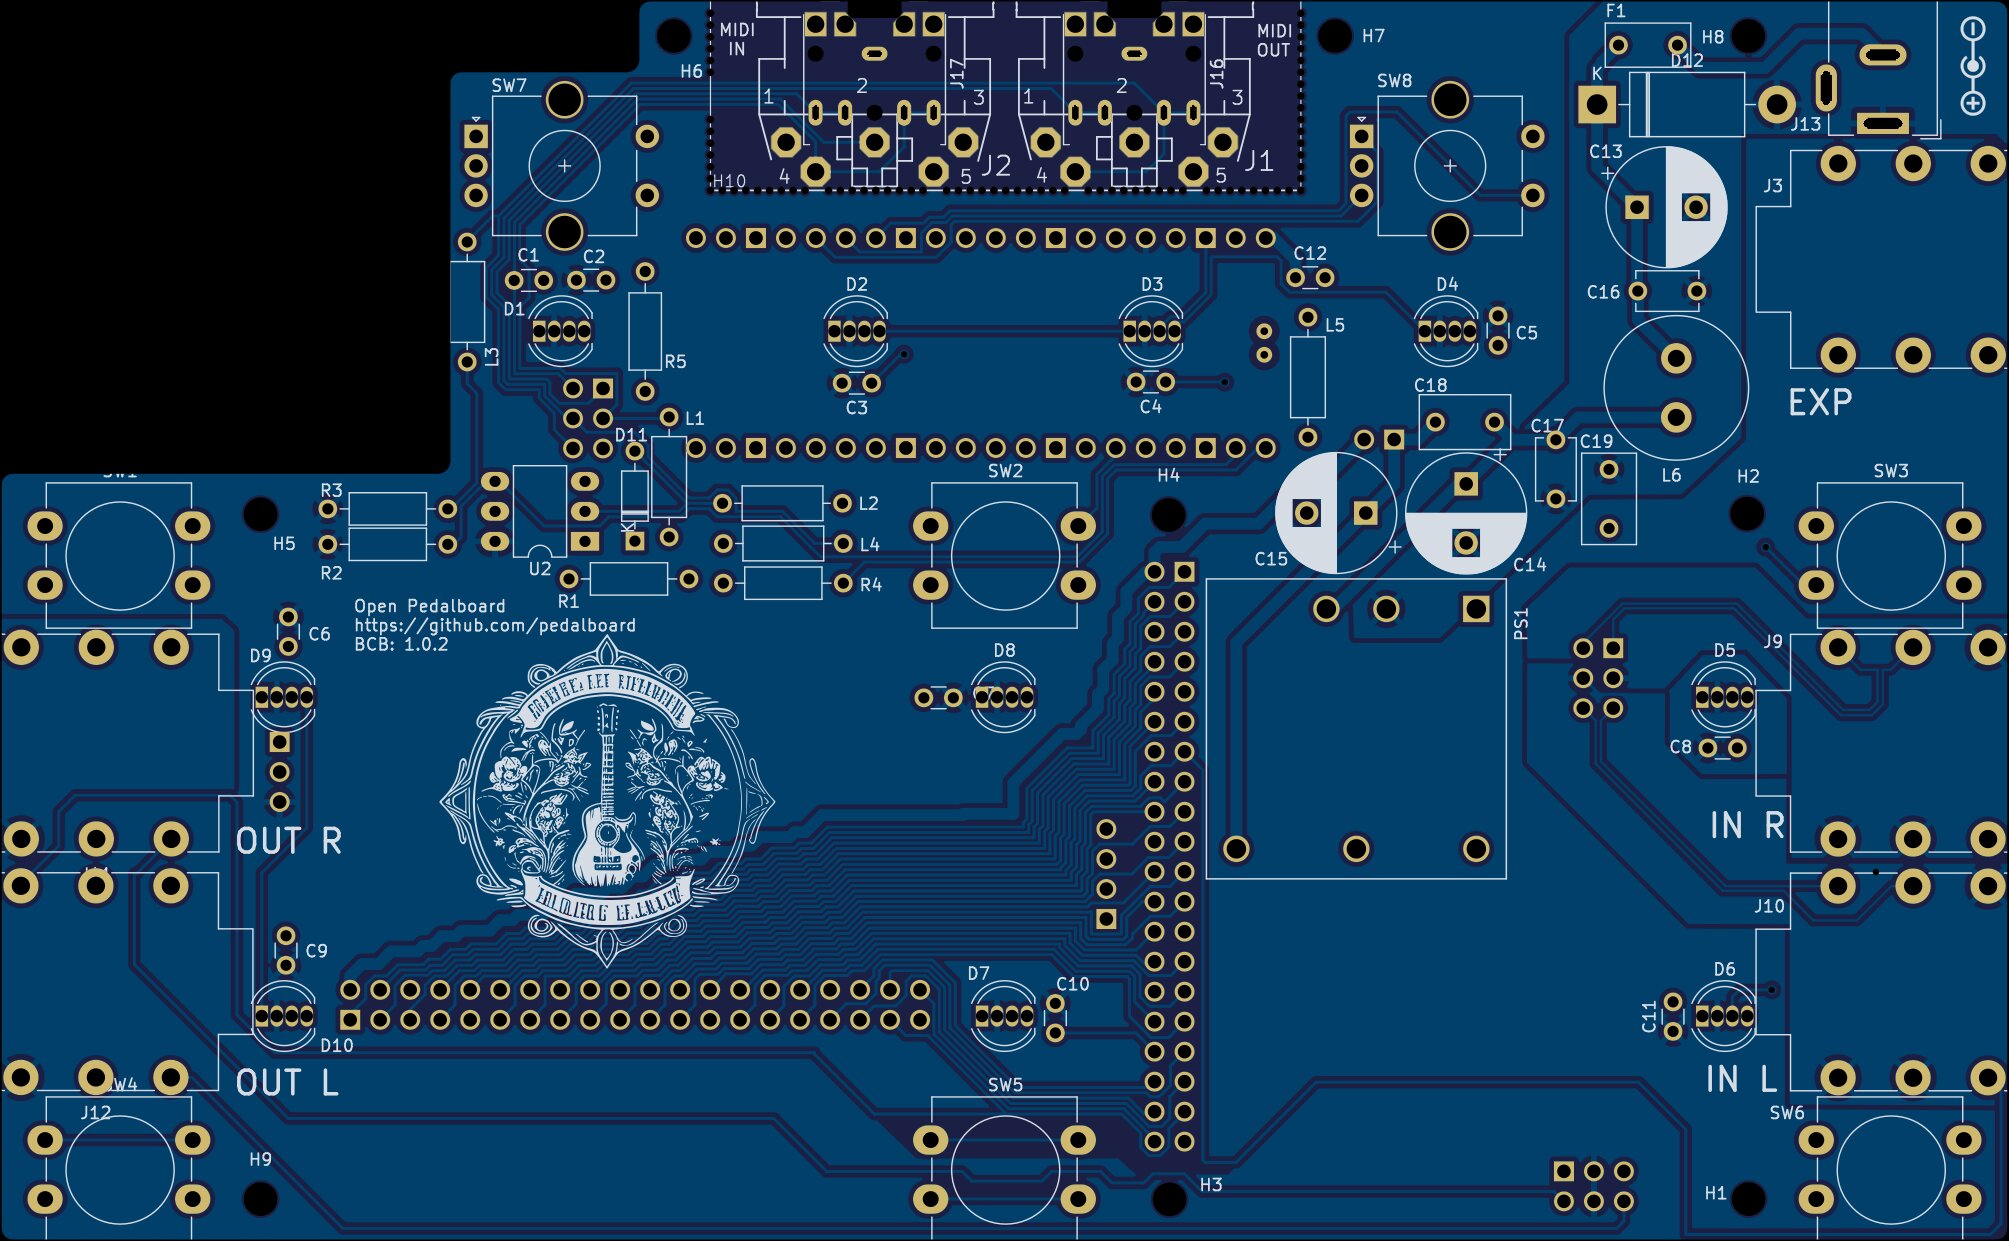 F1
MIDI
IN
MIDI
OUT
H7
H8
J17
J16
D12
H6
K
SW7
2
2
SW8
1
3
1
3
J13
C13
+
J2
J1
H10
4
5
4
5
J3
C1
C2
C12
D1
D2
D3
D4
C16
L5
C5
L3
R5
C18
EXP
C3
C4
L1
C17
D11
C19
+
SW1
SW2
H4
L6
H2
SW3
R3
L2
K
H5
L4
+
U2
C15
C14
R2
R4
R1
Open Pedalboard
https://github.com/pedalboard
BCB: 1.0.2
PS1
C6
D9
D8
D5
J9
C8
OUT R
IN R
J10
C9
D7
D6
C10
C11
D10
OUT L
SW4
SW5
IN L
J12
SW6
H9
H3
H1